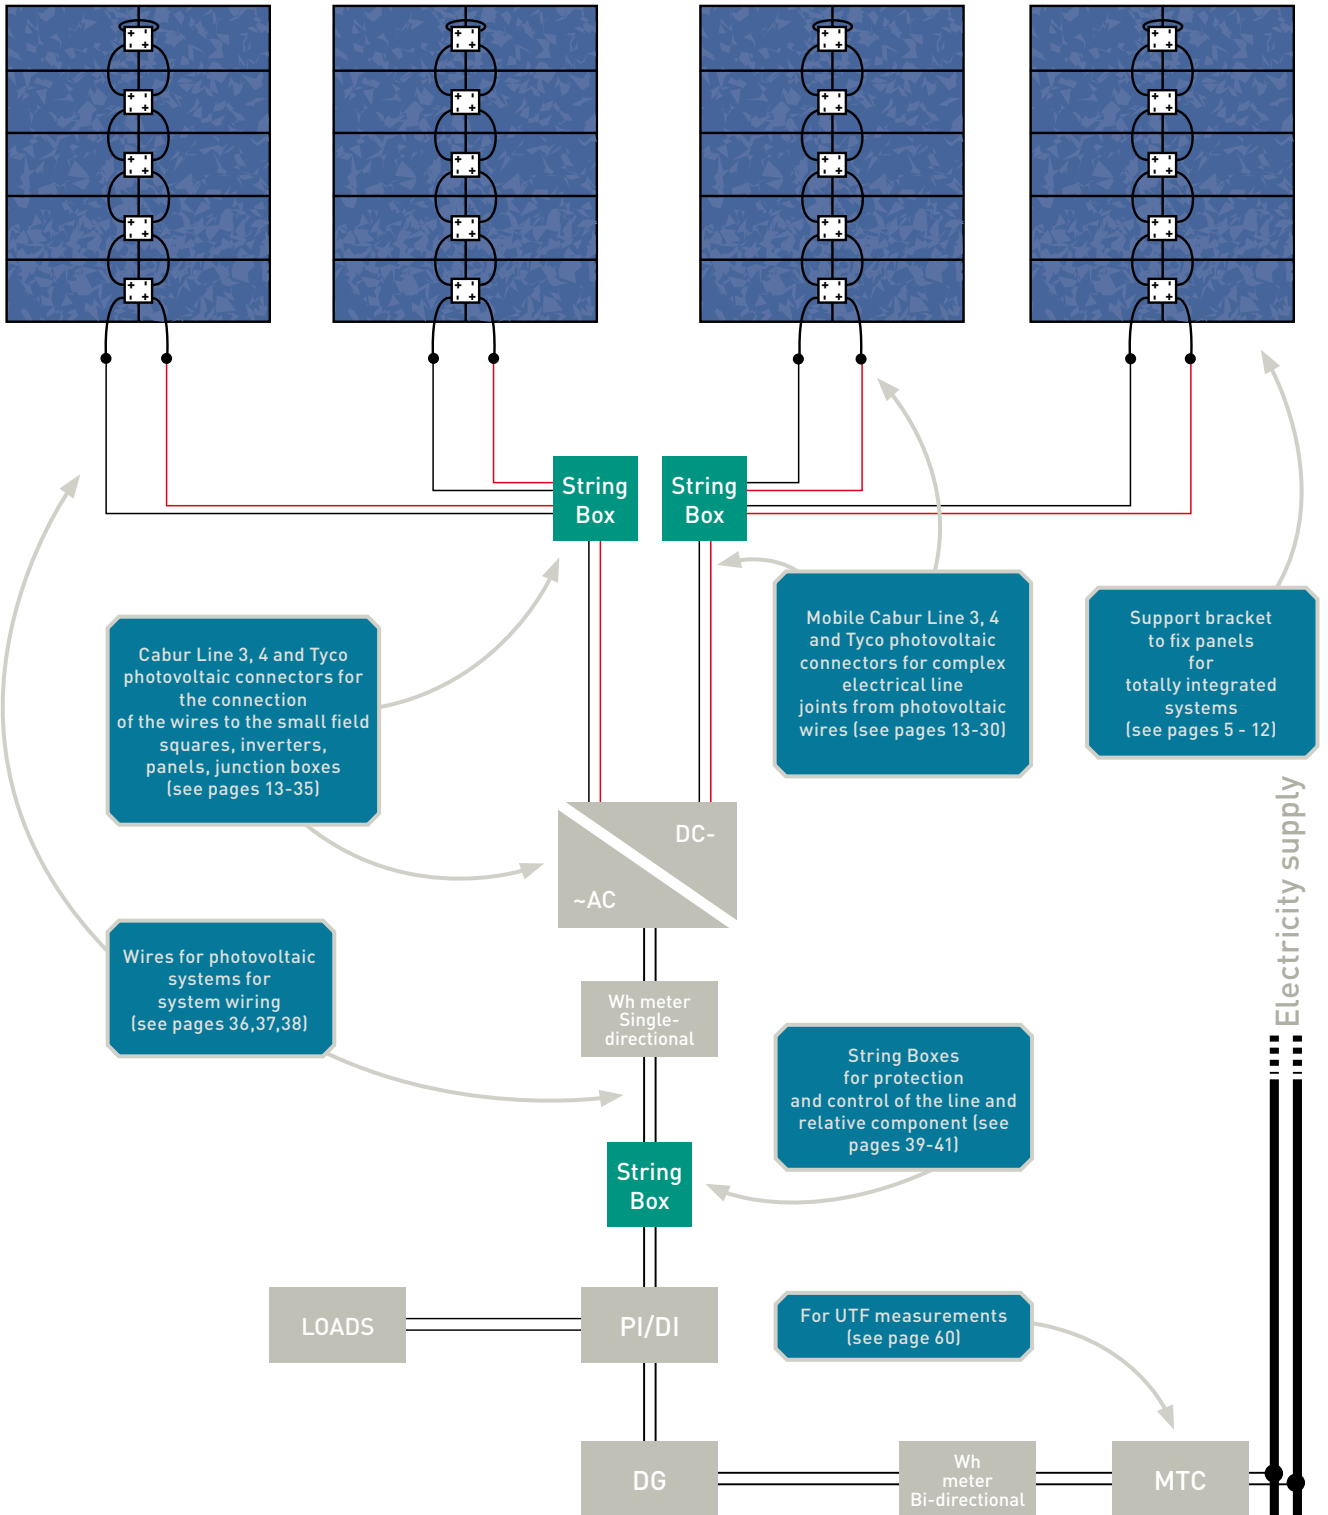 String
Box
String
Box
Cabur Line 3, 4 and Tyco
photovoltaic connectors for
the connection
of the wires to the small field
squares, inverters,
panels, junction boxes
(see pages 13-35)
Mobile Cabur Line 3, 4
and Tyco photovoltaic
connectors for complex
electrical line
joints from photovoltaic
wires (see pages 13-30)
Support bracket
to fix panels
for
totally integrated
systems
(see pages 5 - 12)
Electricity supply
DC-
~AC
Wires for photovoltaic
systems for
system wiring
(see pages 36,37,38)
Wh meter
Single-
directional
String Boxes
for protection
and control of the line and
relative component (see
pages 39-41)
String
Box
LOADS
PI/DI
For UTF measurements
(see page 60)
DG
Wh
meter
Bi-directional
MTC